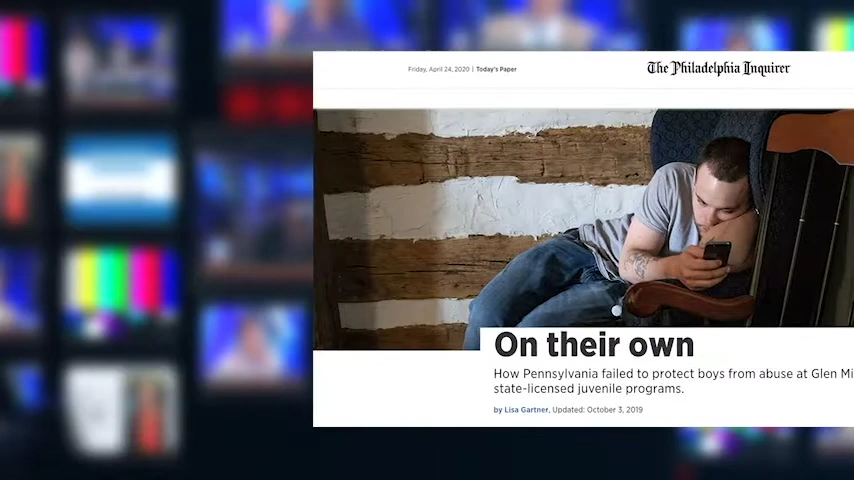 Friday, April 24, 2020 | Today's Paper
The Philadelphia Inquirer
On their own
How Pennsylvania failed to protect boys from abuse at Glen Mi
state-licensed juvenile programs.
by Lisa Gartner, Updated: October 3, 2019